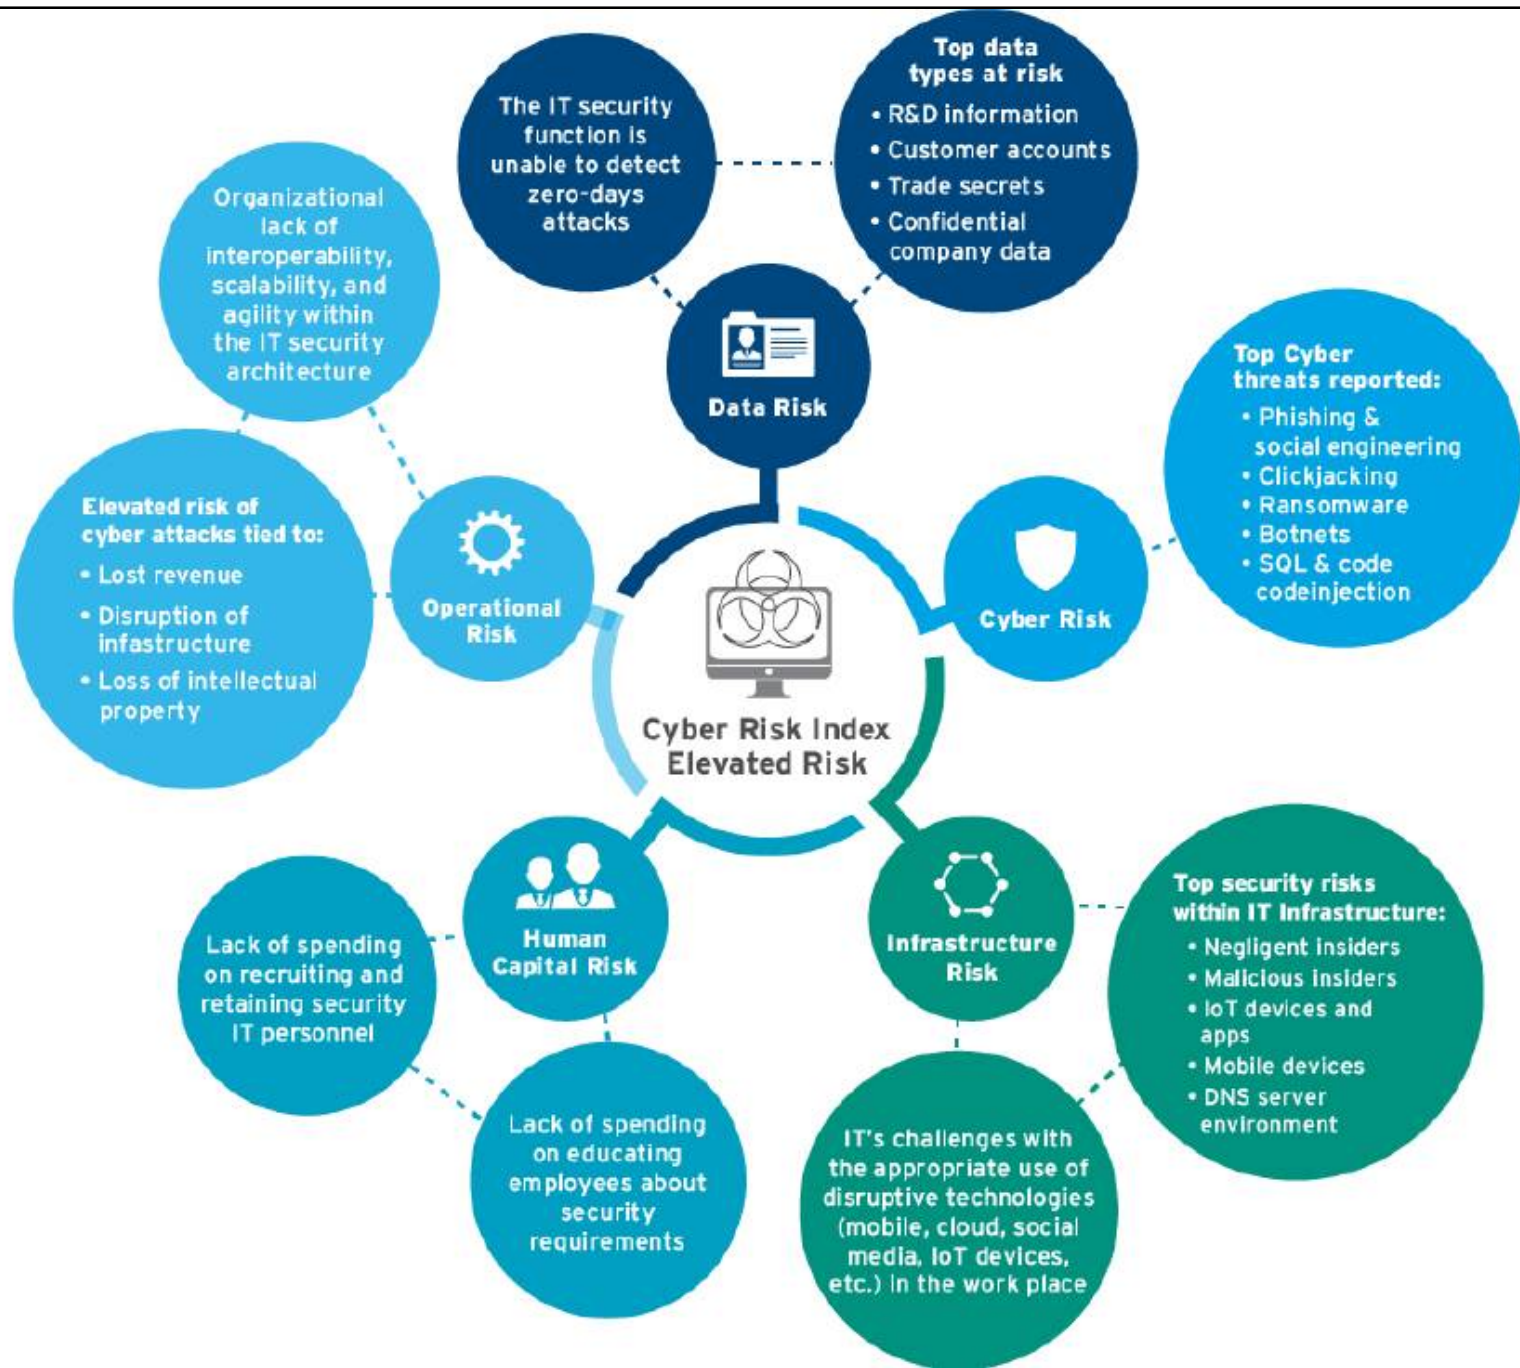 The IT security
function is
unable to detect
zero-days
attacks
Top data
types at risk
• R&D information
• Customer accounts
• Trade secrets
• Confidential
company data
Data Risk
Organizational
lack of
interoperability,
scalability, and
agility within
the IT security
architecture
Elevated risk of
cyber attacks tied to:
• Lost revenue
• Disruption of
infastructure
• Loss of intellectual
property
Operational
Risk
Top Cyber
threats reported:
• Phishing &
social engineering
• Clickjacking
• Ransomware
• Botnets
• SQL & code
codeinjection
Cyber Risk
Cyber Risk Index
Elevated Risk
Human
Capital Risk
Lack of spending
on recruiting and
retaining security
IT personnel
Lack of spending
on educating
employees about
security
requirements
Infrastructure
Risk
Top security risks
within IT Infrastructure:
• Negligent insiders
• Malicious insiders
• IoT devices and
apps
• Mobile devices
• DNS server
environment
IT's challenges with
the appropriate use of
disruptive technologies
(mobile, cloud, social
media, IoT devices,
etc.) in the work place